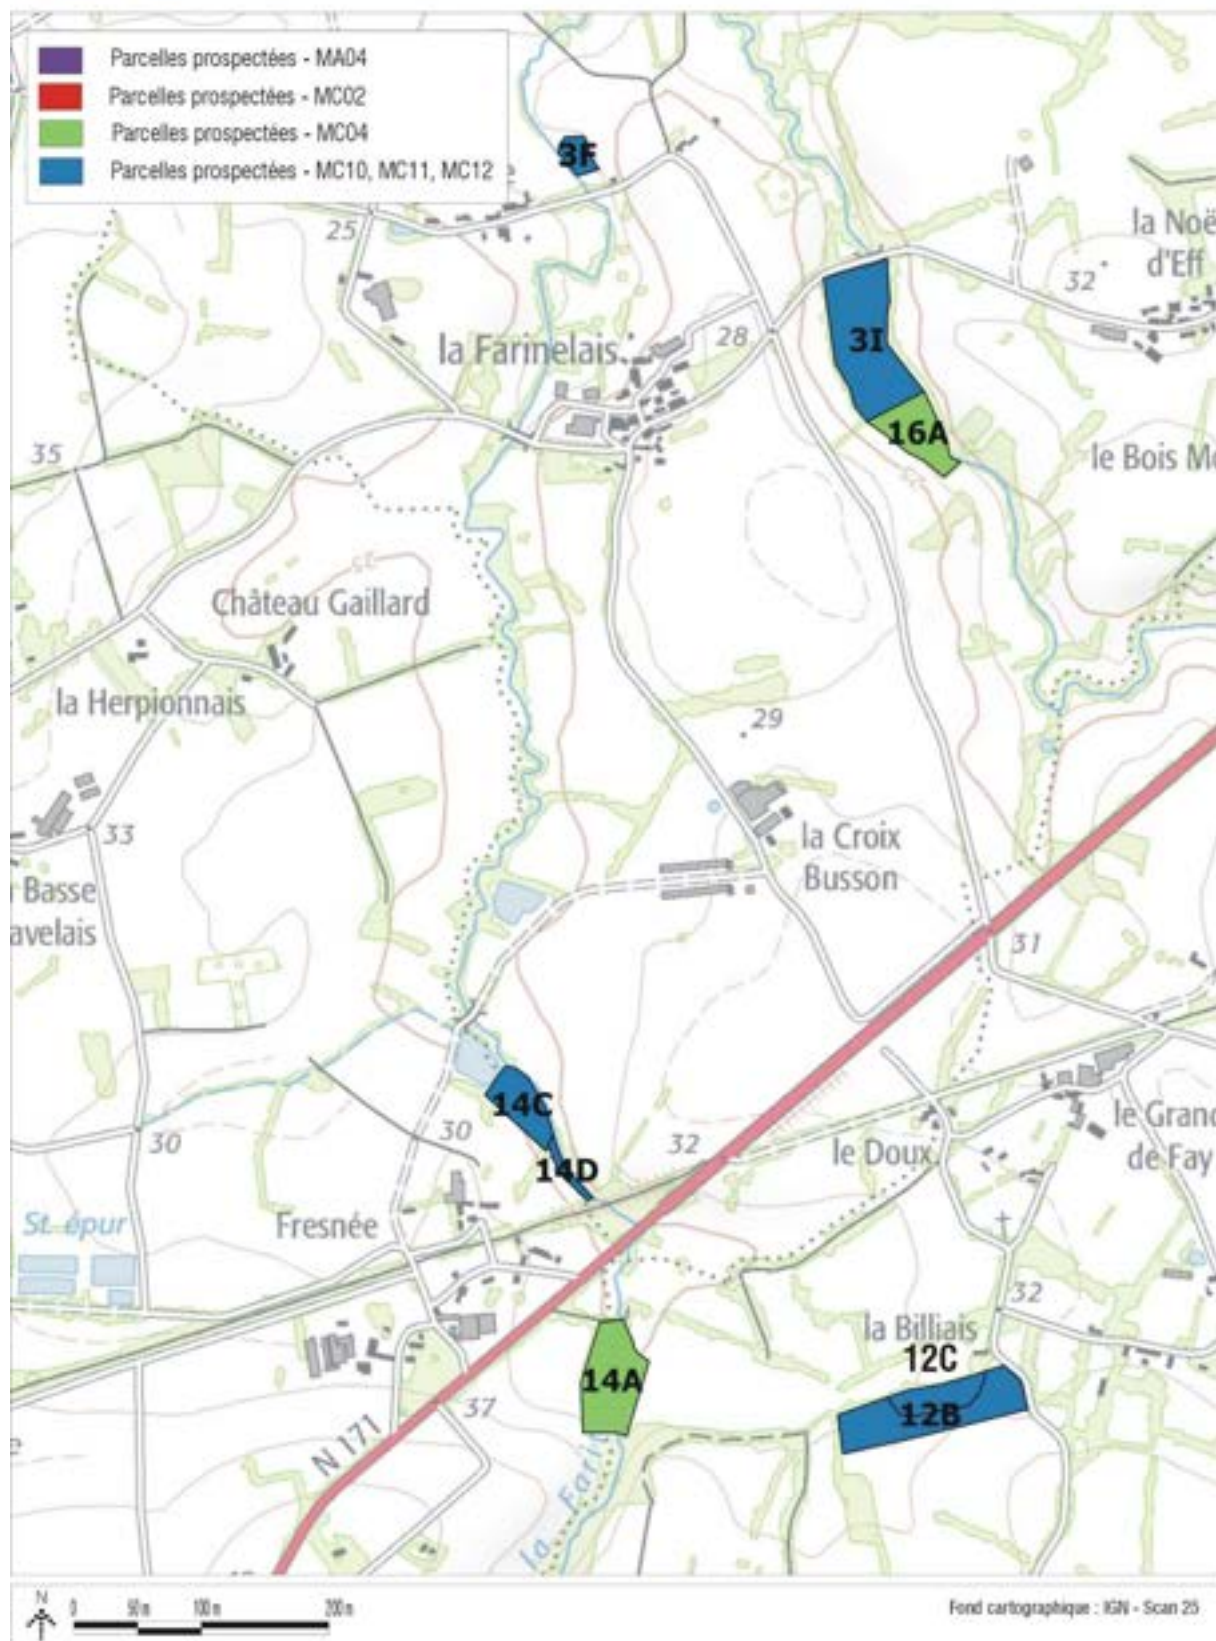 Parcelles prospectées - MA04
Parcelles prospectées - MC02
Parcelles prospectées - MC04
Parcelles prospectées - MC10, MC11, MC12
3F
25
la Noë
d'Eff
32
3I
28
la Farinelais
16A
35
le Bois
25
25
Château Gaillard
la Herpionnais
29
33
la Croix
Busson
Basse
avelais
31
14C
30
30
32
le Grand
de Fay
le Doux
14D
St. épur
Fresnée
32
la Billiais
12C
14A
12B
37
N 171
la Farin
N
0
50 m
100 m
200 m
Fond cartographique : IGN - Scan 25